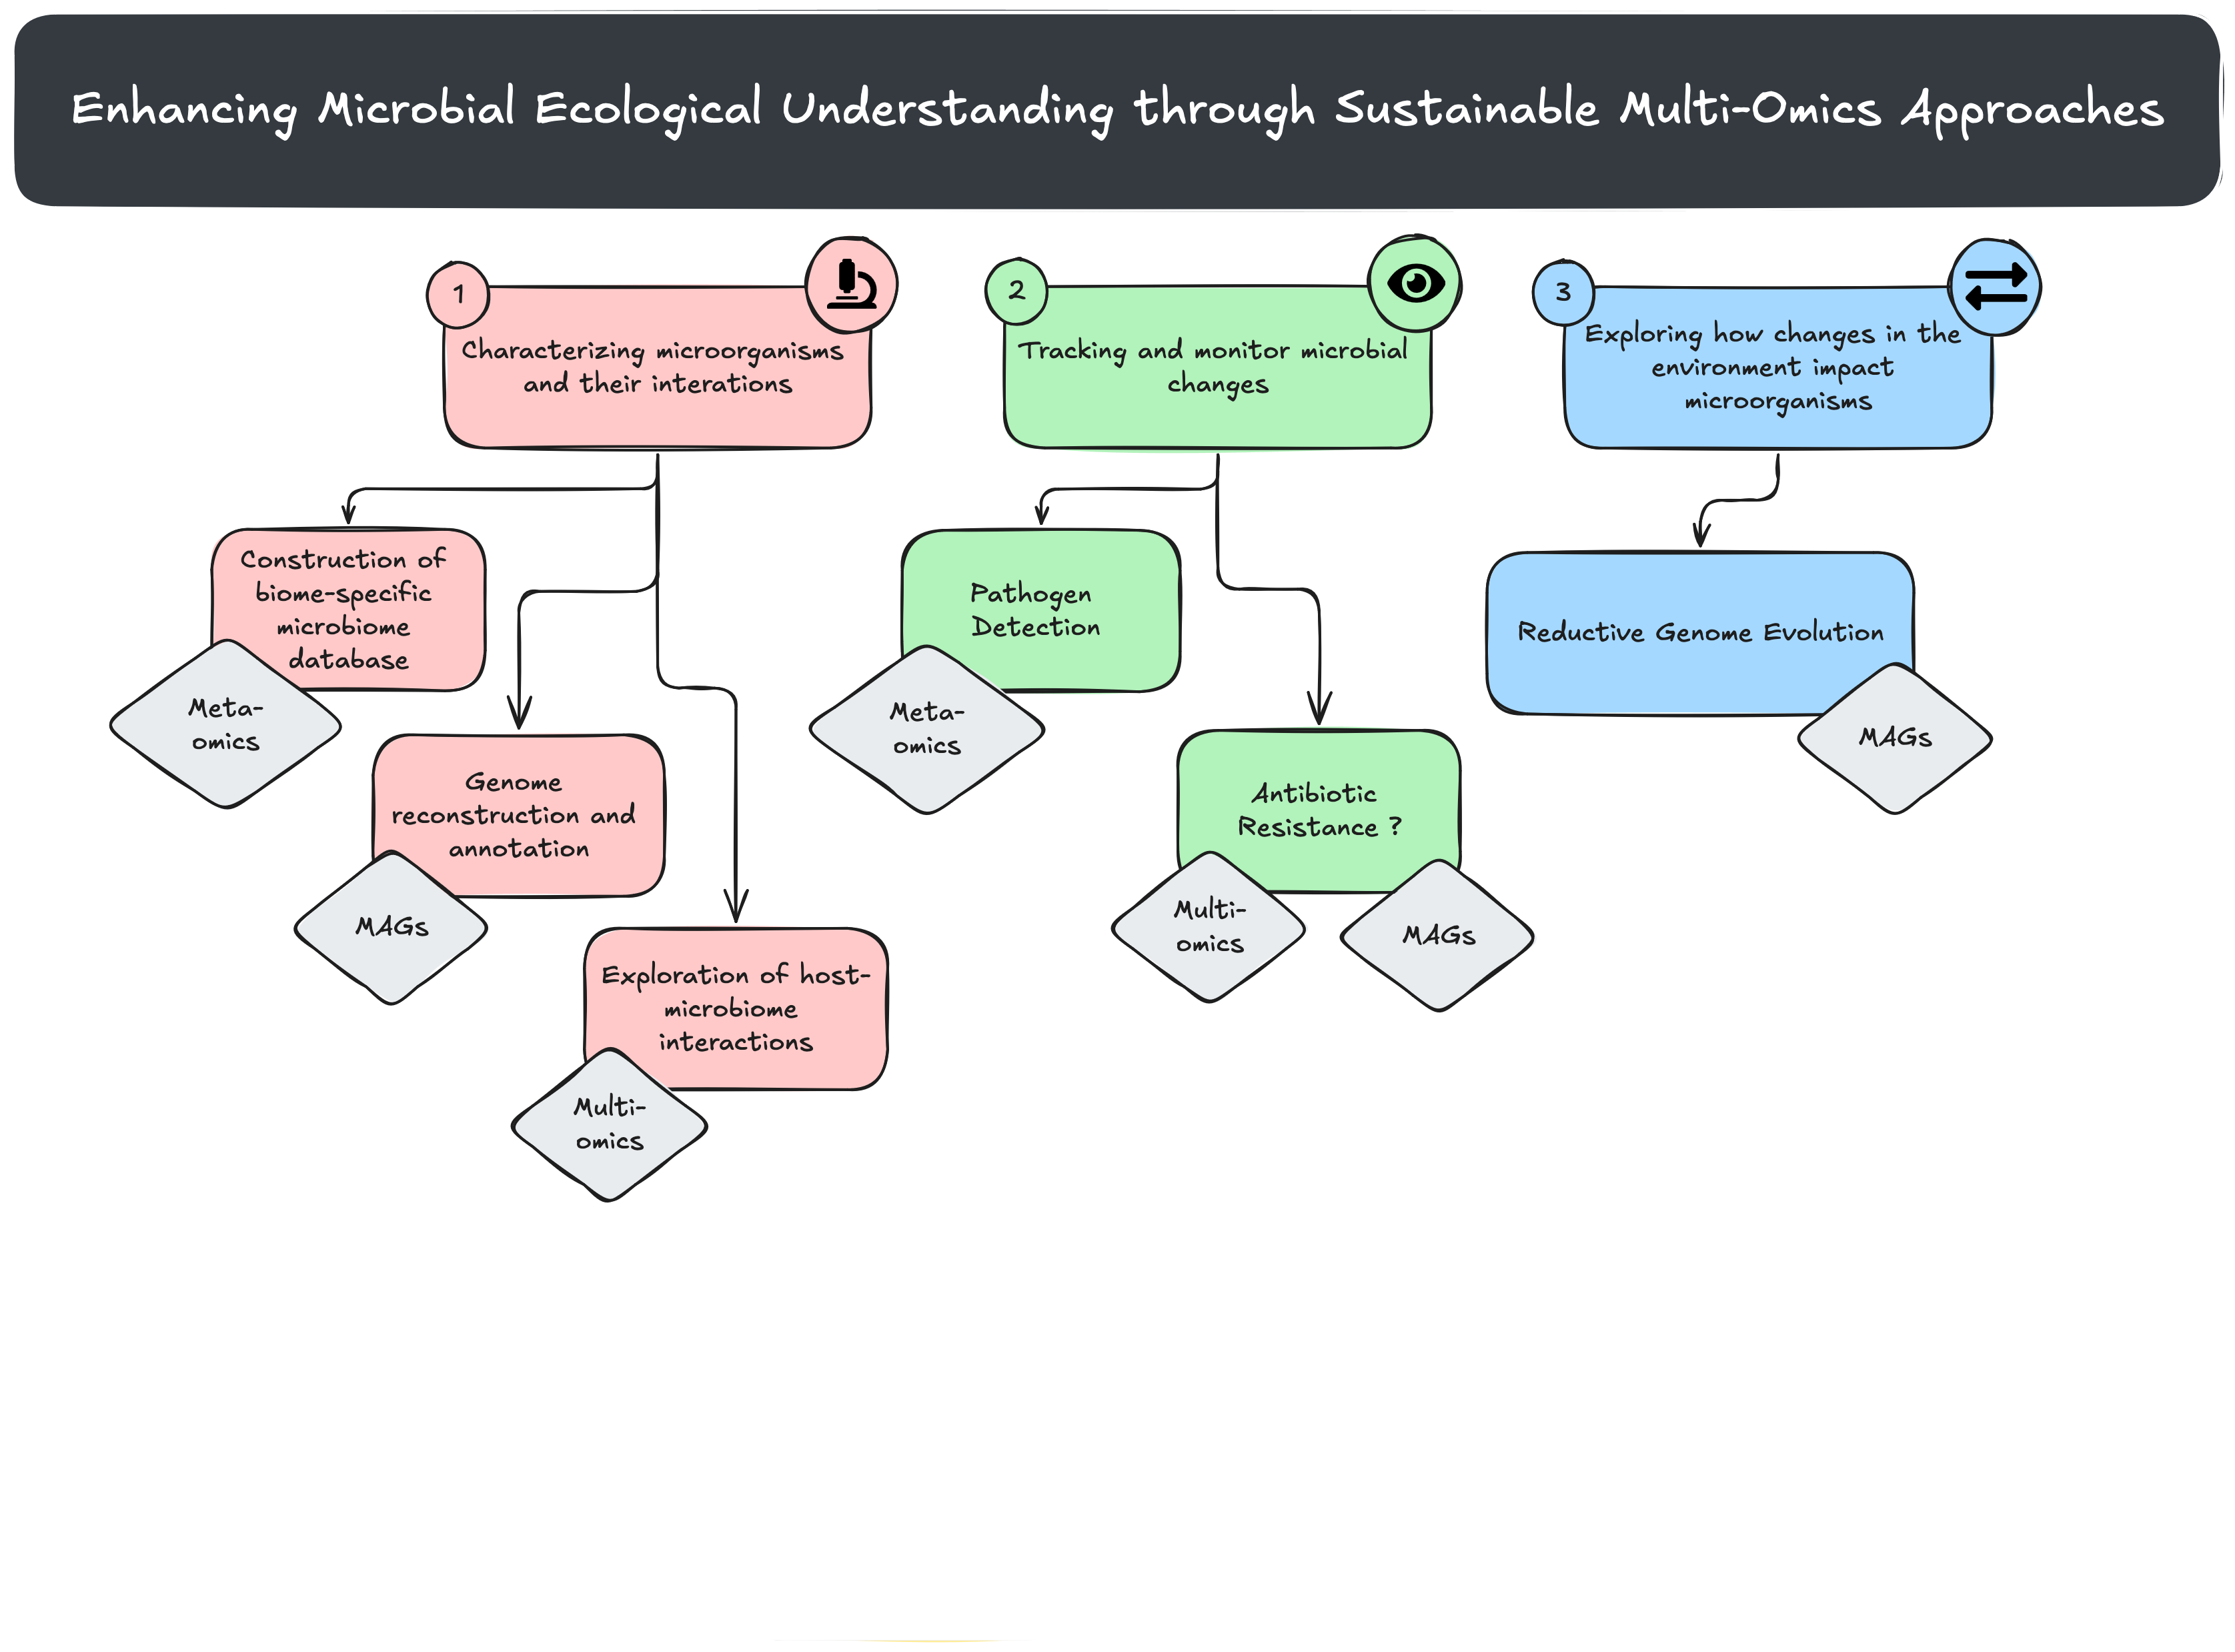 Enhancing Microbial Ecological Understanding through Sustainable Multi-Omics Approaches
1
Characterizing microorganisms
and their interations
2
Tracking and monitor microbial
changes
3
Exploring how changes in the
environment impact
microorganisms
Construction of
biome-specific
microbiome
database
Meta-
omics
Genome
reconstruction and
annotation
MAGs
Exploration of host-
microbiome
interactions
Multi-
omics
Pathogen
Detection
Meta-
omics
Antibiotic
Resistance ?
Multi-
omics
MAGs
Reductive Genome Evolution
MAGs